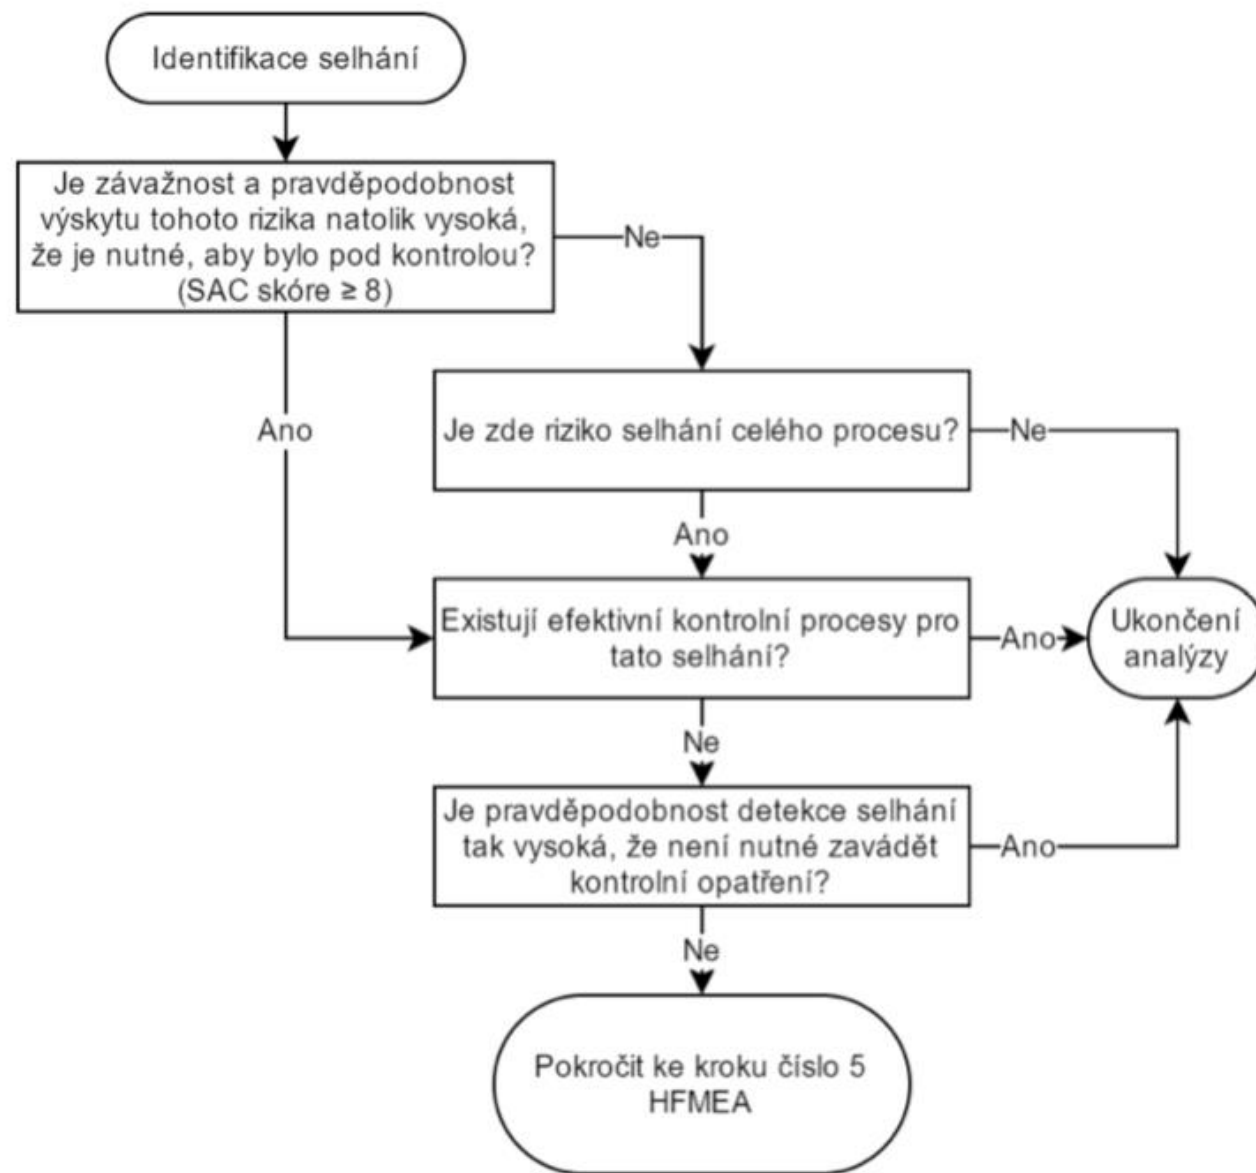 Identifikace selhání
Je závažnost a pravděpodobnost
výskytu tohoto rizika natolik vysoká,
že je nutné, aby bylo pod kontrolou?
(SAC skóre ≥ 8)
Ne
Ano
Je zde riziko selhání celého procesu?
Ne
Ano
Existují efektivní kontrolní procesy pro
tato selhání?
Ano
Ukončení
analýzy
Ne
Je pravděpodobnost detekce selhání
tak vysoká, že není nutné zavádět
kontrolní opatření?
Ano
Ne
Pokročit ke kroku číslo 5
HFMEA